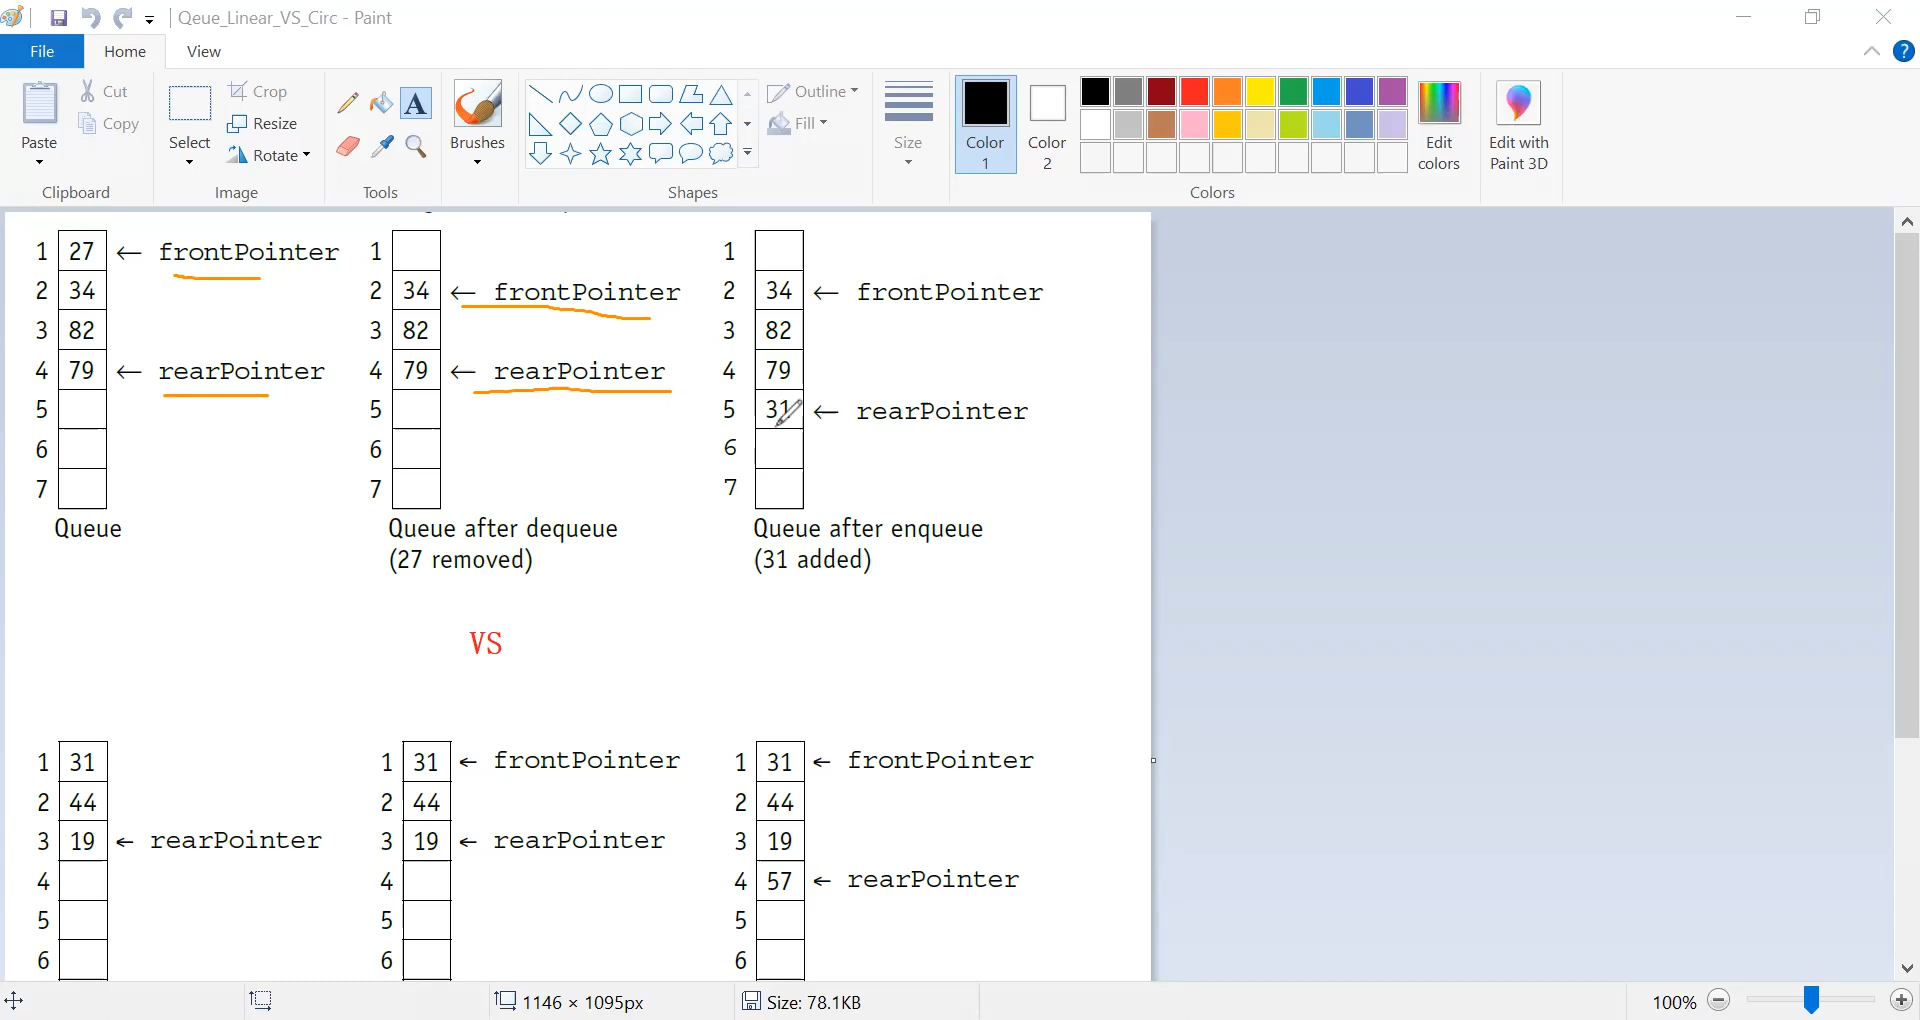 Qeue_Linear_VS_Circ - Paint
File Home View
Paste
Cut
Copy
Clipboard
Select
Crop
Resize
Rotate
Image
A
Tools
Brushes
Outline
Fill
Shapes
Size
Color 1
Color 2
Colors
Edit colors
Edit with Paint 3D
?
1 27 ← frontPointer
2 34
3 82
4 79 ← rearPointer
5
6
7
Queue
1
2 34 ← frontPointer
3 82
4 79 ← rearPointer
5
6
7
Queue after dequeue
(27 removed)
1
2 34 ← frontPointer
3 82
4 79
5 31 ← rearPointer
6
7
Queue after enqueue
(31 added)
VS
1 31
2 44
3 19 ← rearPointer
4
5
6
1 31 ← frontPointer
2 44
3 19 ← rearPointer
4
5
6
1 31 ← frontPointer
2 44
3 19
4 57 ← rearPointer
5
6
1146 × 1095px
Size: 78.1KB
100%